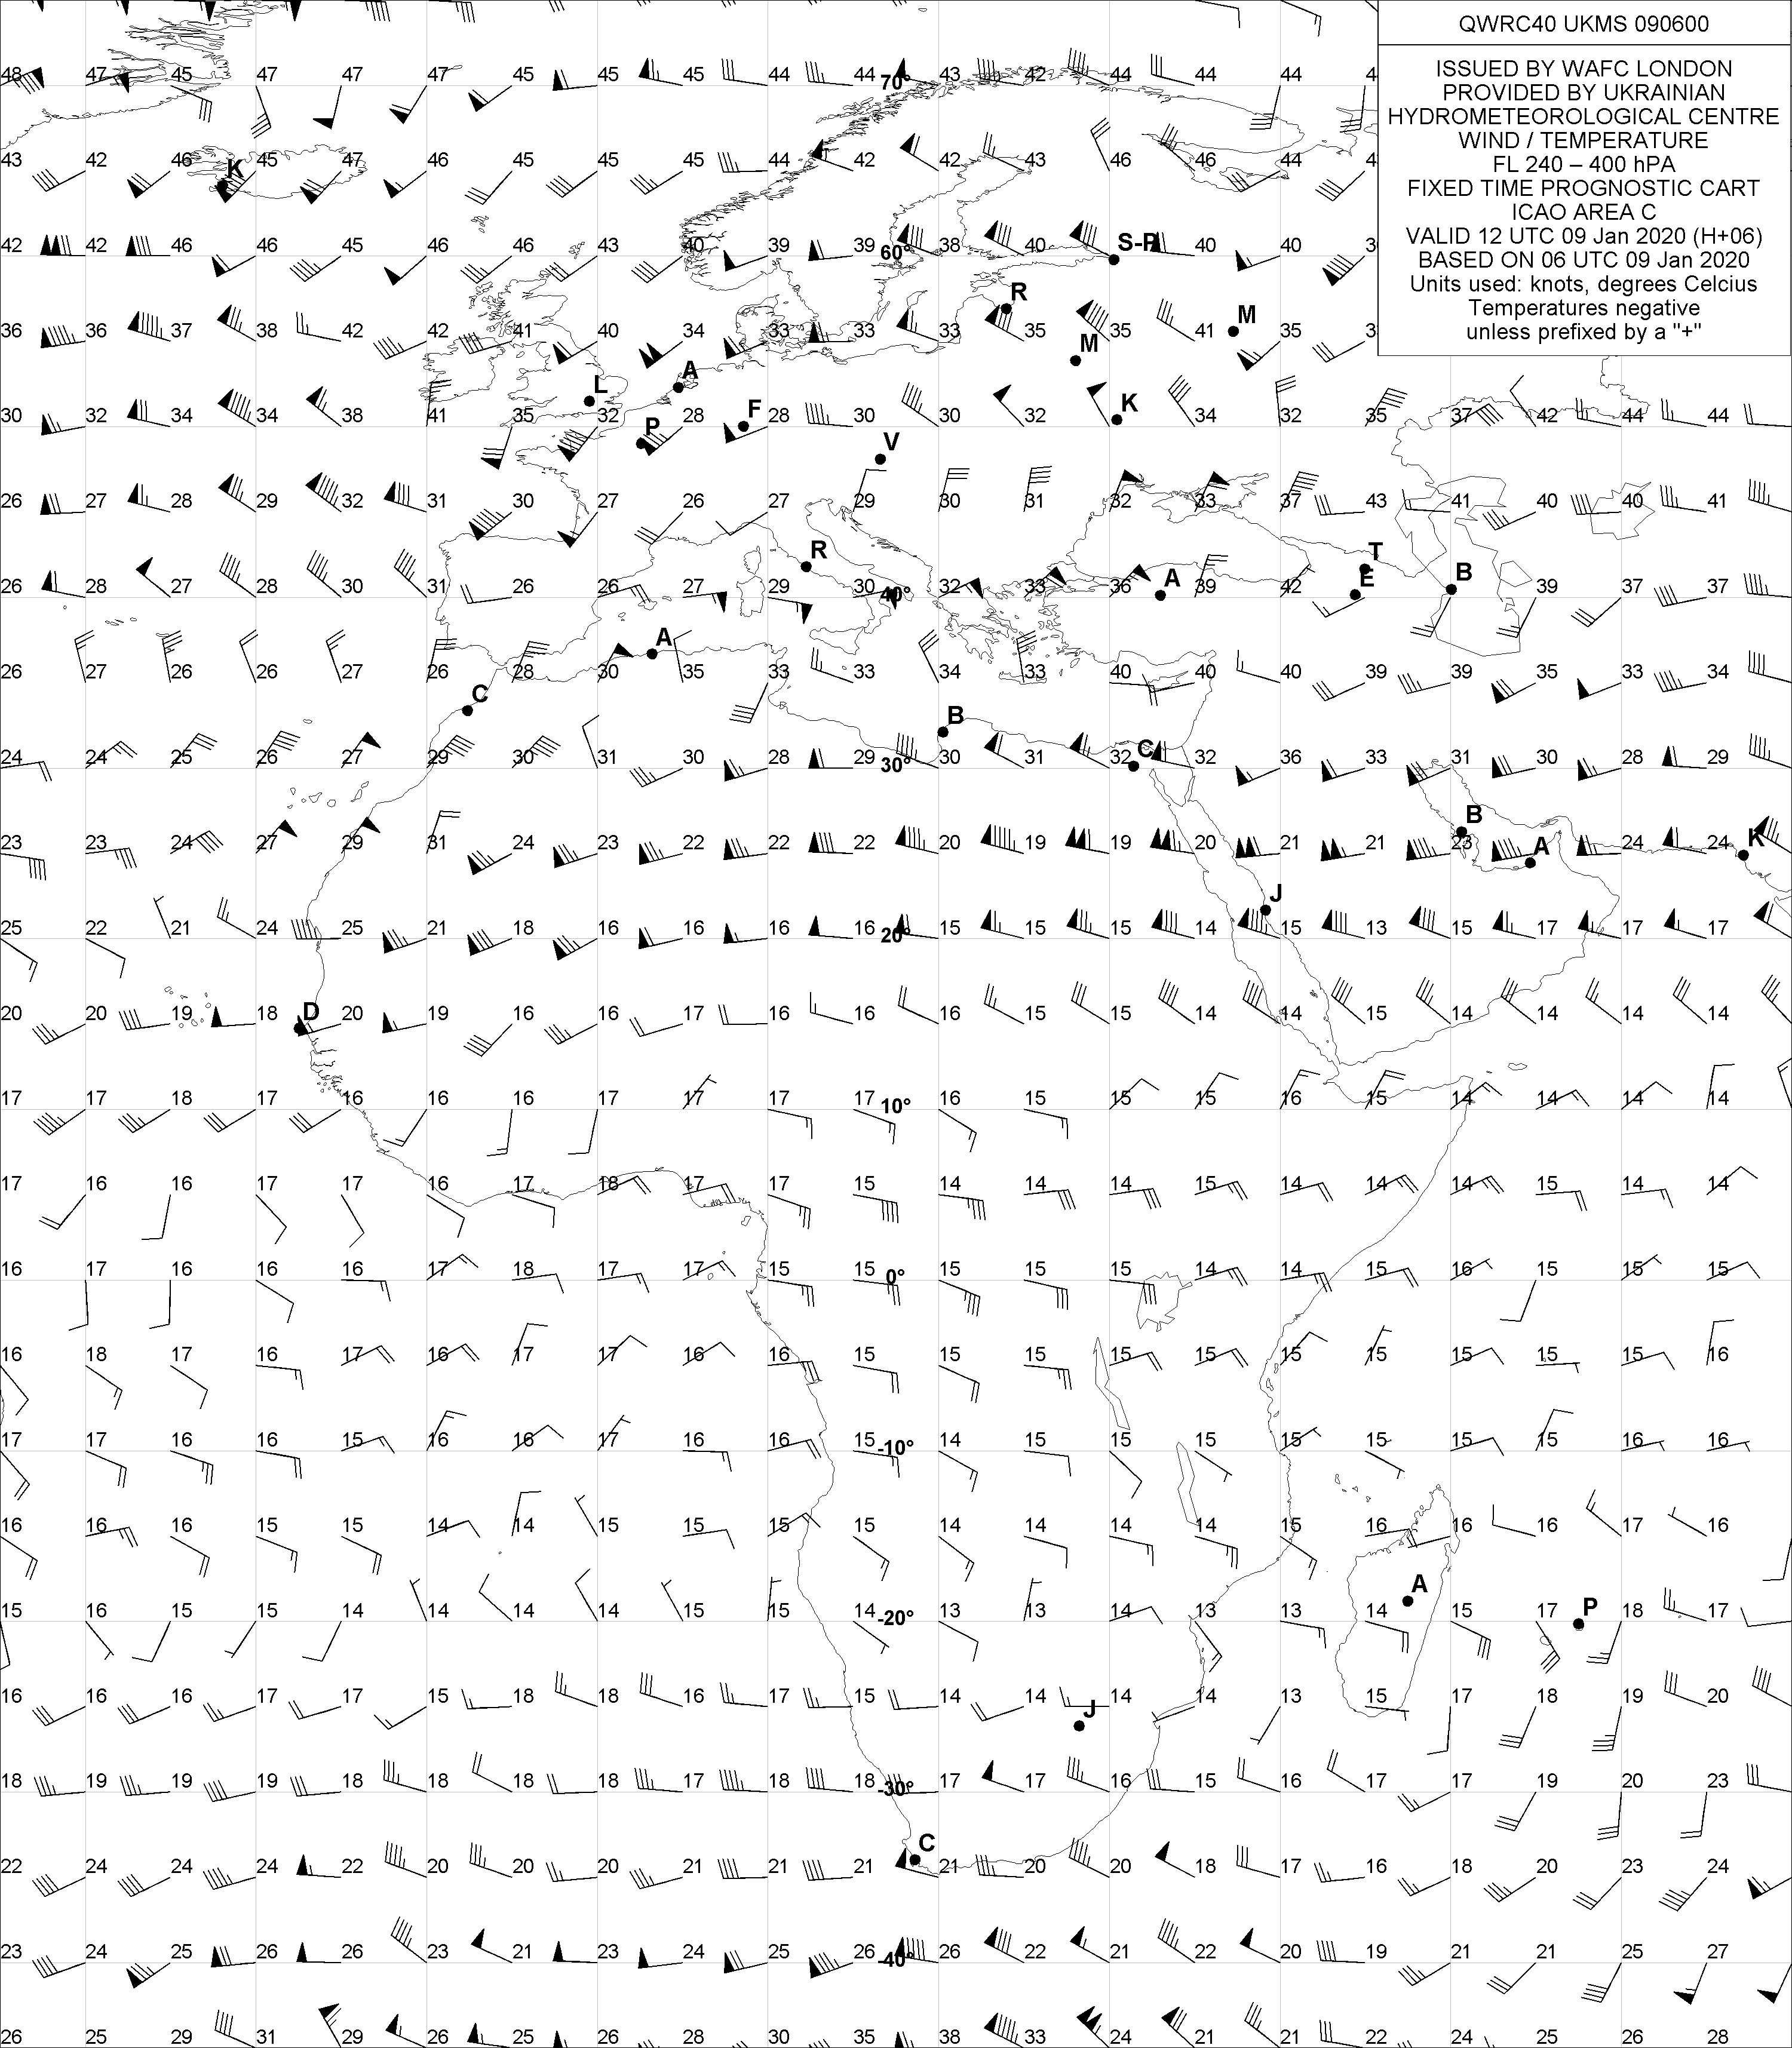 QWRC40 UKMS 090600
ISSUED BY WAFC LONDON
PROVIDED BY UKRAINIAN
HYDROMETEOROLOGICAL CENTRE
WIND / TEMPERATURE
FL 240 – 400 hPA
FIXED TIME PROGNOSTIC CART
ICAO AREA C
VALID 12 UTC 09 Jan 2020 (H+06)
BASED ON 06 UTC 09 Jan 2020
Units used: knots, degrees Celcius
Temperatures negative
unless prefixed by a "+"
48 47 45 47 47 47 45 45 45 44 44 70° 43 42 44 44 44 4
43 42 46 K 45 47 46 45 45 45 44 42 42 43 46 46 44 4
42 42 46 46 45 46 46 43 40 39 39 60° 38 40 S-P 40 40 3
R M
36 36 37 38 42 42 41 40 34 33 33 33 35 M 35 41 35 3
L A
30 32 34 34 38 41 35 32 P 28 F 28 30 30 32 K 34 32 35 37 42 44 44
V
26 27 28 29 32 31 30 27 26 27 29 30 31 32 33 37 43 41 40 40 41
R T
26 28 27 30 30 31 26 26 27 29 30 40° 32 33 36 A 39 42 E B 39 37 37
A
26 27 26 26 27 26 28 30 35 33 33 34 33 40 40 40 39 39 35 33 34
C B
24 24 25 26 27 29 30 31 30 28 29 30° 30 31 32 C 32 36 33 31 30 28 29
B
23 23 24 27 29 31 24 23 22 22 22 20 19 19 20 21 21 23 A 24 24 K
J
25 22 21 24 25 21 18 16 16 16 16 20° 15 15 15 14 15 13 15 17 17 17
20 20 19 18 D 20 19 16 16 17 16 16 16 15 15 14 14 15 14 14 14 14
17 17 18 17 16 16 16 17 17 17 17 10° 16 15 15 15 16 15 14 14 14 14
17 16 16 17 17 16 17 18 17 17 15 14 14 14 15 14 14 14 15 14 14
16 17 16 16 16 17 18 17 17 15 15 0° 15 15 15 14 14 15 16 15 15 15
16 18 17 16 17 16 17 17 16 16 15 15 15 15 15 15 15 15 15 15 16
17 17 16 16 15 16 16 17 16 16 15 -10° 14 15 15 15 15 15 15 15 16 16
16 16 16 15 15 14 14 15 15 15 15 14 14 14 14 15 16 16 16 17 16
A P
15 16 15 15 14 14 14 14 15 15 14 -20° 13 13 14 13 13 14 15 17 18 17
16 16 16 17 17 15 18 18 16 17 15 14 14 J 14 14 13 15 17 18 19 20
18 19 19 19 18 18 18 18 17 18 18 -30° 17 17 16 15 16 17 17 19 20 23
C
22 24 24 24 22 20 20 20 21 21 21 21 20 20 18 17 16 18 20 23 24
23 24 25 26 26 23 21 23 24 25 26 -40° 26 22 21 22 20 19 21 21 25 27
26 25 29 31 29 26 25 26 28 30 35 38 33 24 21 21 22 24 25 26 28